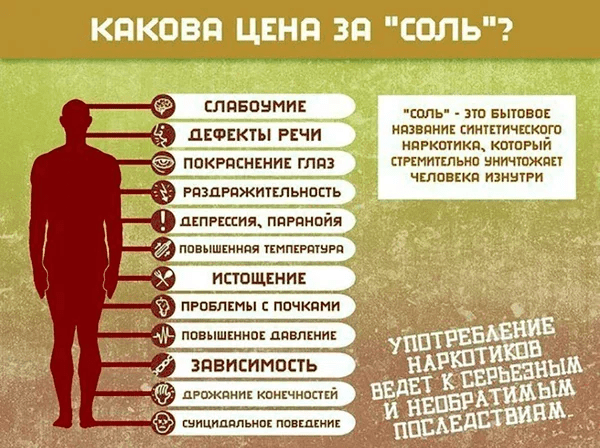 КАКОВА ЦЕНА ЗА "СОЛЬ"?
СЛАБОУМИЕ
ДЕФЕКТЫ РЕЧИ
ПОКРАСНЕНИЕ ГЛАЗ
РАЗДРАЖИТЕЛЬНОСТЬ
ДЕПРЕССИЯ, ПАРАНОЙЯ
ПОВЫШЕННАЯ ТЕМПЕРАТУРА
ИСТОЩЕНИЕ
ПРОБЛЕМЫ С ПОЧКАМИ
ПОВЫШЕННОЕ ДАВЛЕНИЕ
ЗАВИСИМОСТЬ
ДРОЖАНИЕ КОНЕЧНОСТЕЙ
СУИЦИДАЛЬНОЕ ПОВЕДЕНИЕ
"СОЛЬ" - ЭТО БЫТОВОЕ
НАЗВАНИЕ СИНТЕТИЧЕСКОГО
НАРКОТИКА, КОТОРЫЙ
СТРЕМИТЕЛЬНО УНИЧТОЖАЕТ
ЧЕЛОВЕКА ИЗНУТРИ
УПОТРЕБЛЕНИЕ
НАРКОТИКОВ
ВЕДЕТ К СЕРЬЕЗНЫМ
И НЕОБРАТИМЫМ
ПОСЛЕДСТВИЯМ.